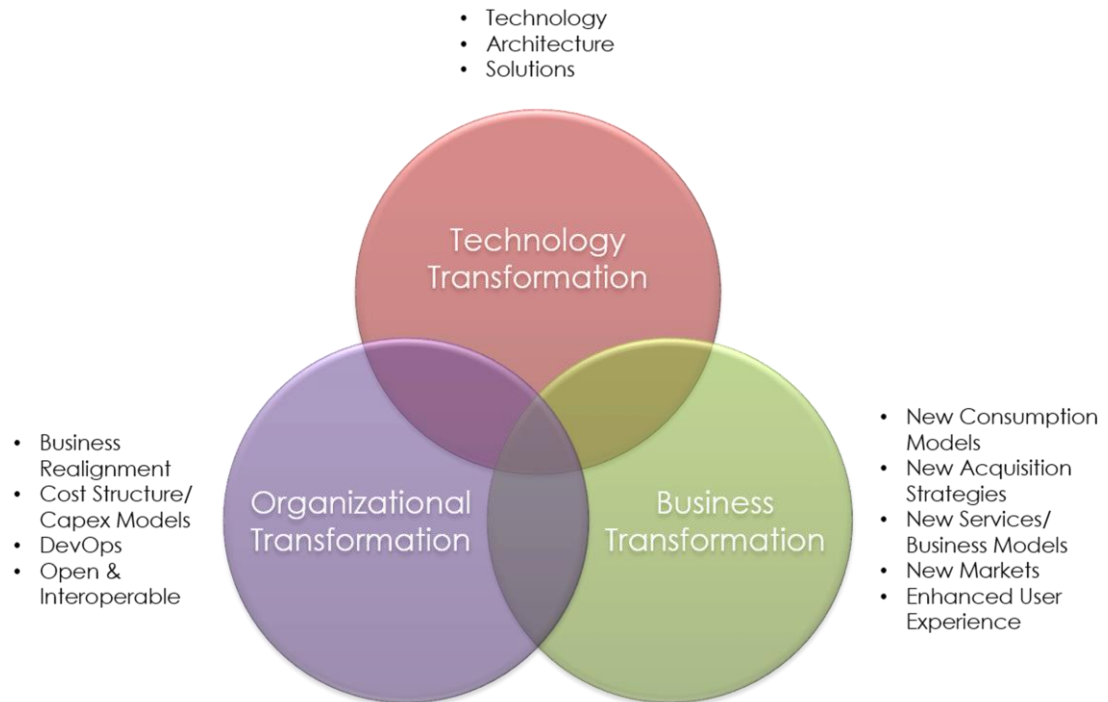 • Technology
• Architecture
• Solutions
Technology
Transformation
• Business
Realignment
• Cost Structure/
Capex Models
• DevOps
• Open &
Interoperable
Organizational
Transformation
Business
Transformation
• New Consumption
Models
• New Acquisition
Strategies
• New Services/
Business Models
• New Markets
• Enhanced User
Experience